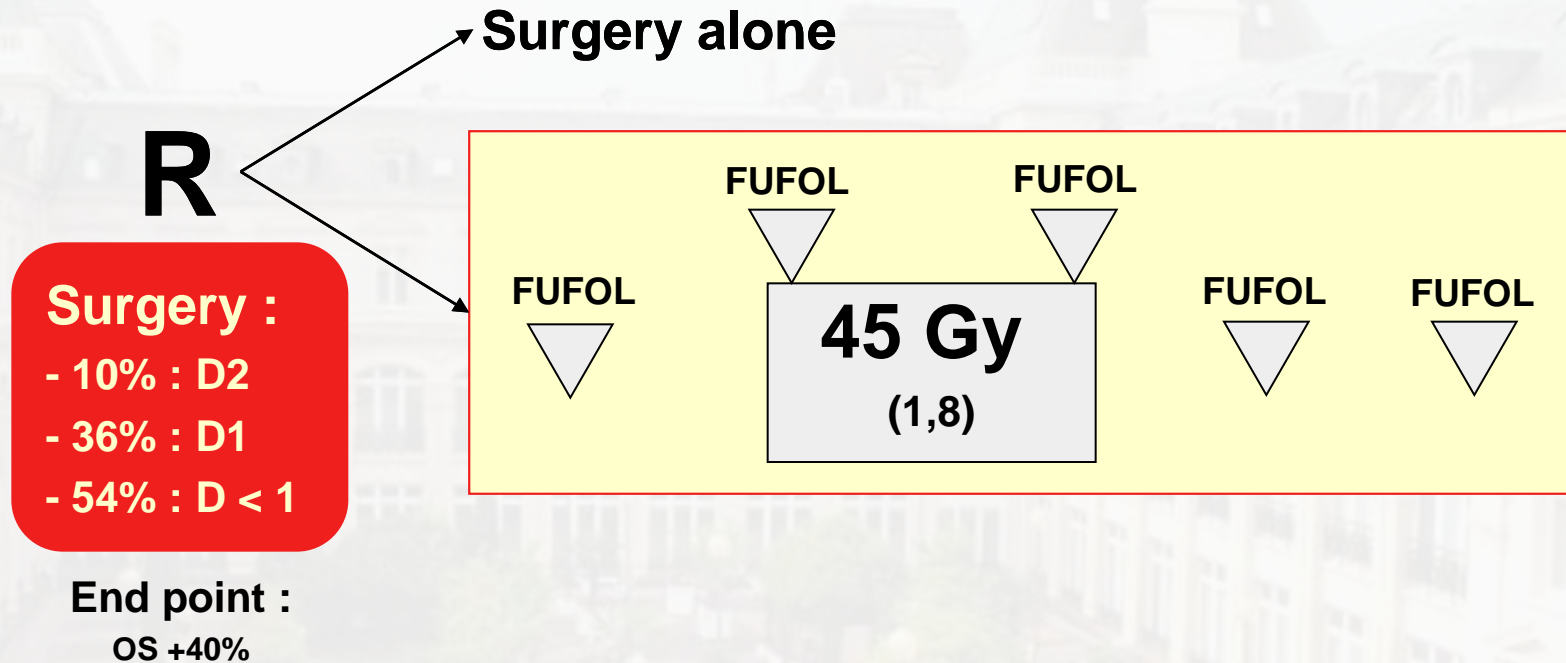 Surgery alone
R
FUFOL
FUFOL
FUFOL
FUFOL
FUFOL
45 Gy
(1,8)
Surgery :
- 10% : D2
- 36% : D1
- 54% : D < 1
End point :
OS +40%